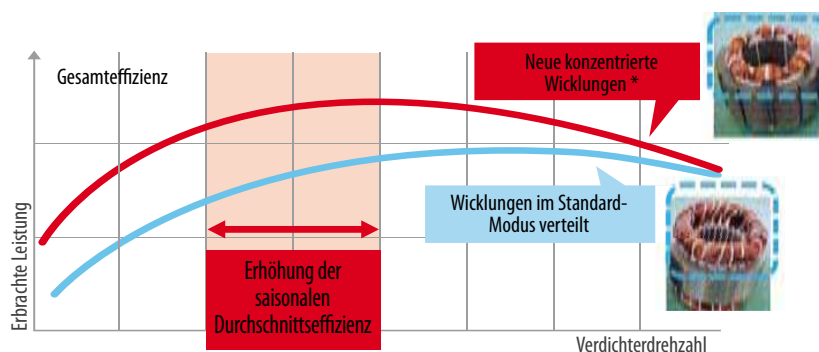 Gesamteffizienz
Neue konzentrierte
Wicklungen *
Wicklungen im Standard-
Modus verteilt
Erhöhung der
saisonalen
Durchschnittseffizienz
Erbrachte Leistung
Verdichterdrehzahl